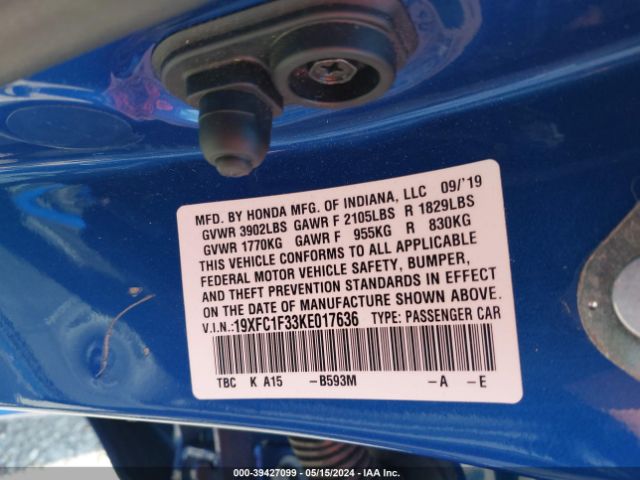 MFD. BY HONDA MFG. OF INDIANA, LLC 09/'19
GVWR 3902LBS GAWR F 2105LBS R 1829LBS
GVWR 1770KG GAWR F 955KG R 830KG
THIS VEHICLE CONFORMS TO ALL APPLICABLE
FEDERAL MOTOR VEHICLE SAFETY, BUMPER,
AND THEFT PREVENTION STANDARDS IN EFFECT
ON THE DATE OF MANUFACTURE SHOWN ABOVE.
V.I.N.:19XFC1F33KE017636 TYPE: PASSENGER CAR
TBC K A15 -B593M -A -E
000-39427099 - 05/15/2024 - IAA Inc.